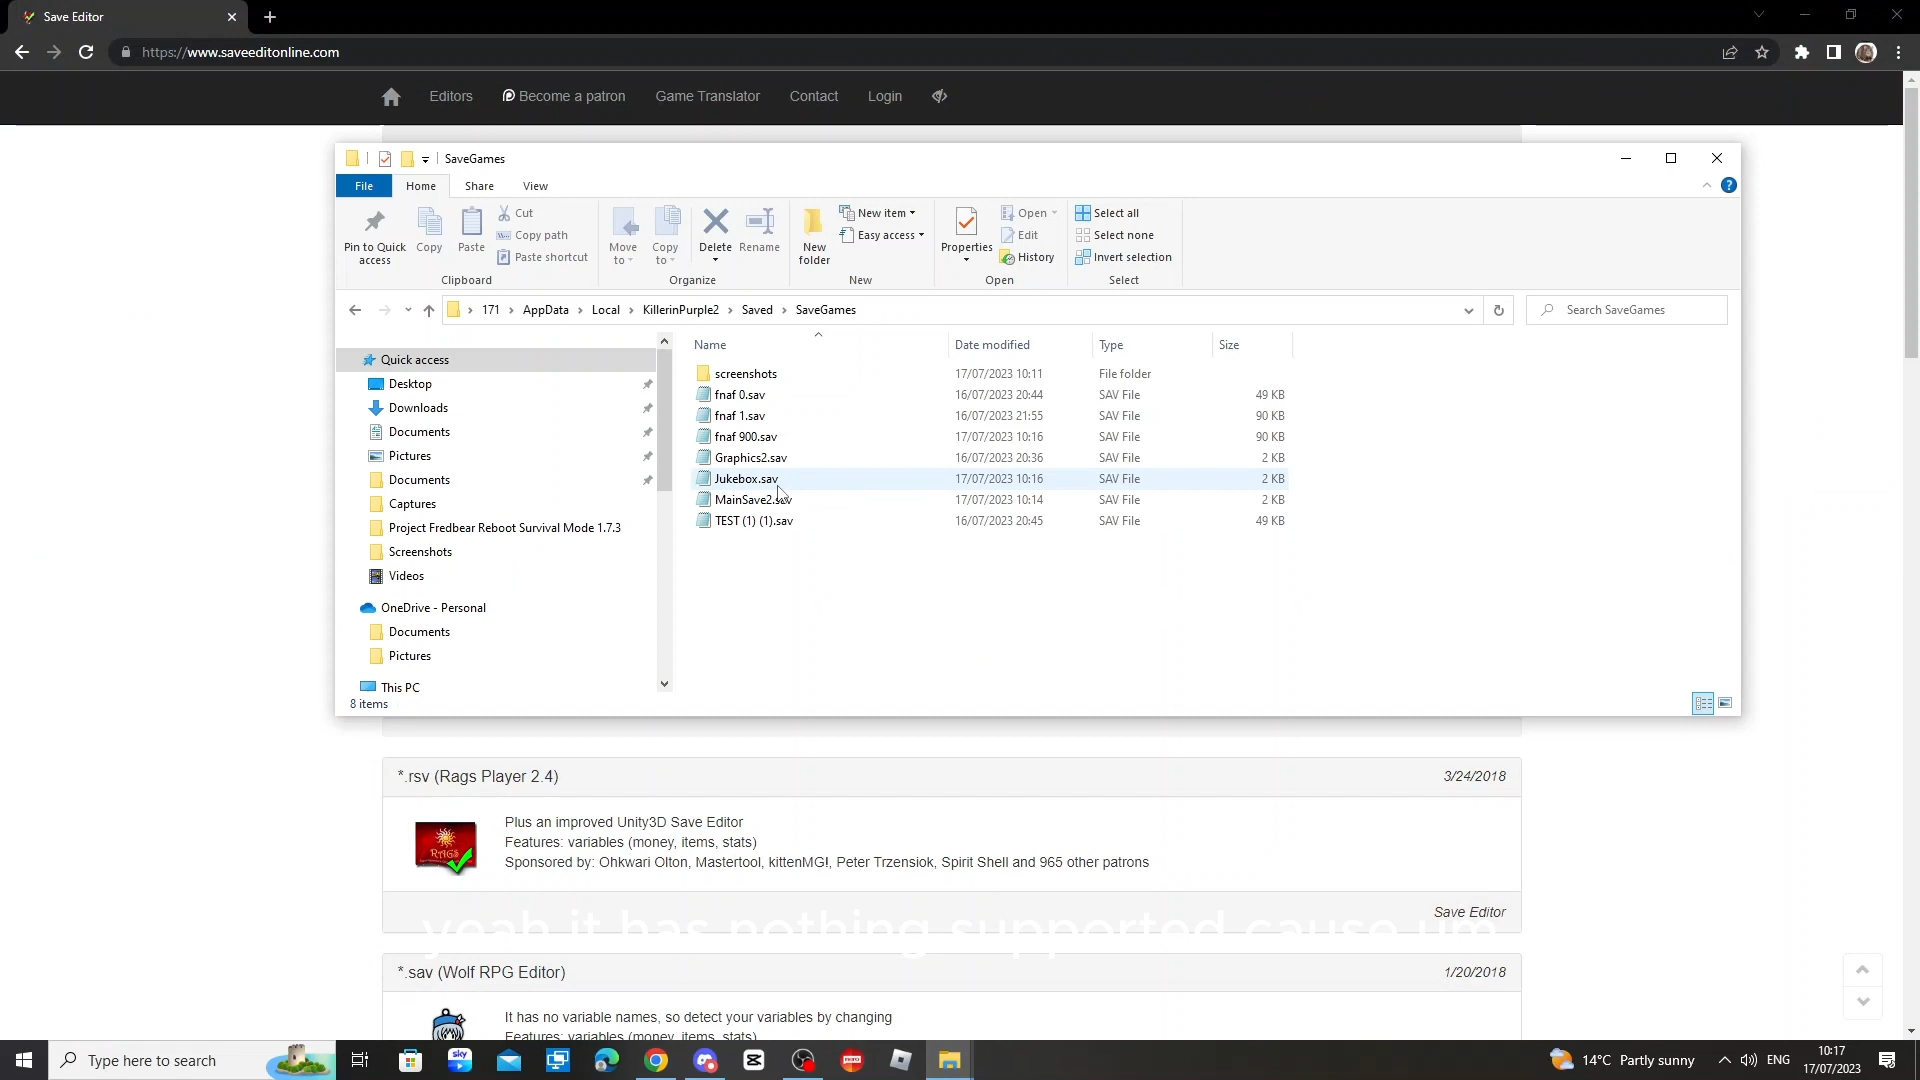 Save Editor
https://www.saveeditonline.com
Editors
Become a patron
Game Translator
Contact
Login
SaveGames
File
Home
Share
View
Pin to Quick access
Copy
Paste
Cut
Copy path
Paste shortcut
Clipboard
Move to
Copy to
Delete
Rename
Organize
New folder
New item
Easy access
New
Properties
Open
Edit
History
Open
Select all
Select none
Invert selection
Select
171 > AppData > Local > KillerinPurple2 > Saved > SaveGames
Search SaveGames
Quick access
Desktop
Downloads
Documents
Pictures
Documents
Captures
Project Fredbear Reboot Survival Mode 1.7.3
Screenshots
Videos
OneDrive - Personal
Documents
Pictures
This PC
8 items
Name Date modified Type Size
screenshots 17/07/2023 10:11 File folder
fnaf 0.sav 16/07/2023 20:44 SAV File 49 KB
fnaf 1.sav 16/07/2023 21:55 SAV File 90 KB
fnaf 900.sav 17/07/2023 10:16 SAV File 90 KB
Graphics2.sav 16/07/2023 20:36 SAV File 2 KB
Jukebox.sav 17/07/2023 10:16 SAV File 2 KB
MainSave2.sav 17/07/2023 10:14 SAV File 2 KB
TEST (1) (1).sav 16/07/2023 20:45 SAV File 49 KB
*.rsv (Rags Player 2.4) 3/24/2018
RAGS
Plus an improved Unity3D Save Editor
Features: variables (money, items, stats)
Sponsored by: Ohkwari Olton, Mastertool, kittenMG!, Peter Trzensiok, Spirit Shell and 965 other patrons
Save Editor
yeah it has nothing supported cause um
*.sav (Wolf RPG Editor) 1/20/2018
It has no variable names, so detect your variables by changing
Features: variables (money, items, stats)
Type here to search
sky
14°C Partly sunny
ENG
10:17
17/07/2023